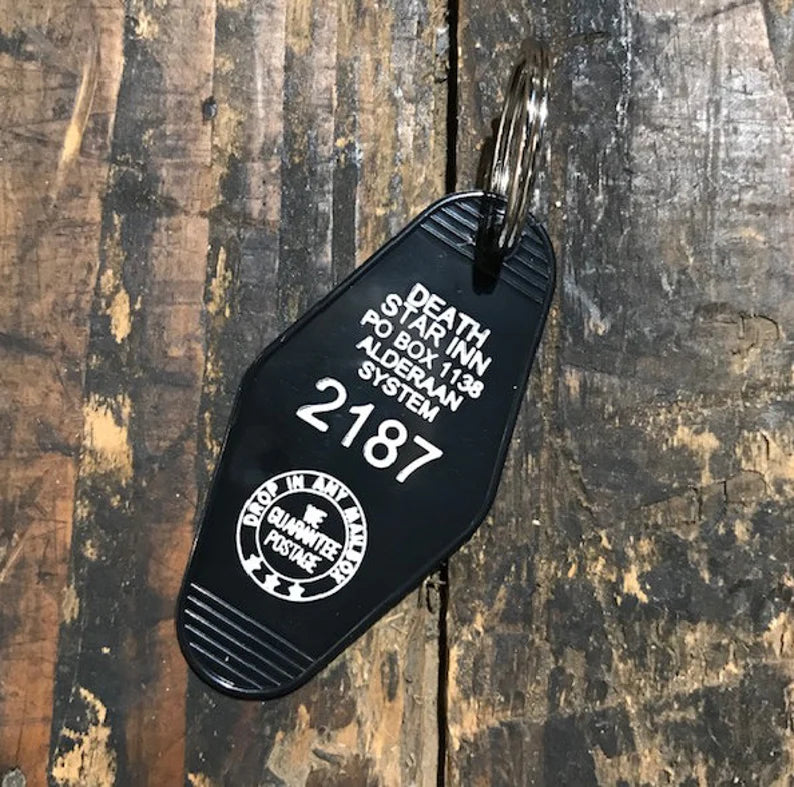 DEATH
STAR INN
PO BOX 1138
ALDERAAN
SYSTEM
2187
DROP IN ANY MAILBOX
WE
GUARANTEE
POSTAGE